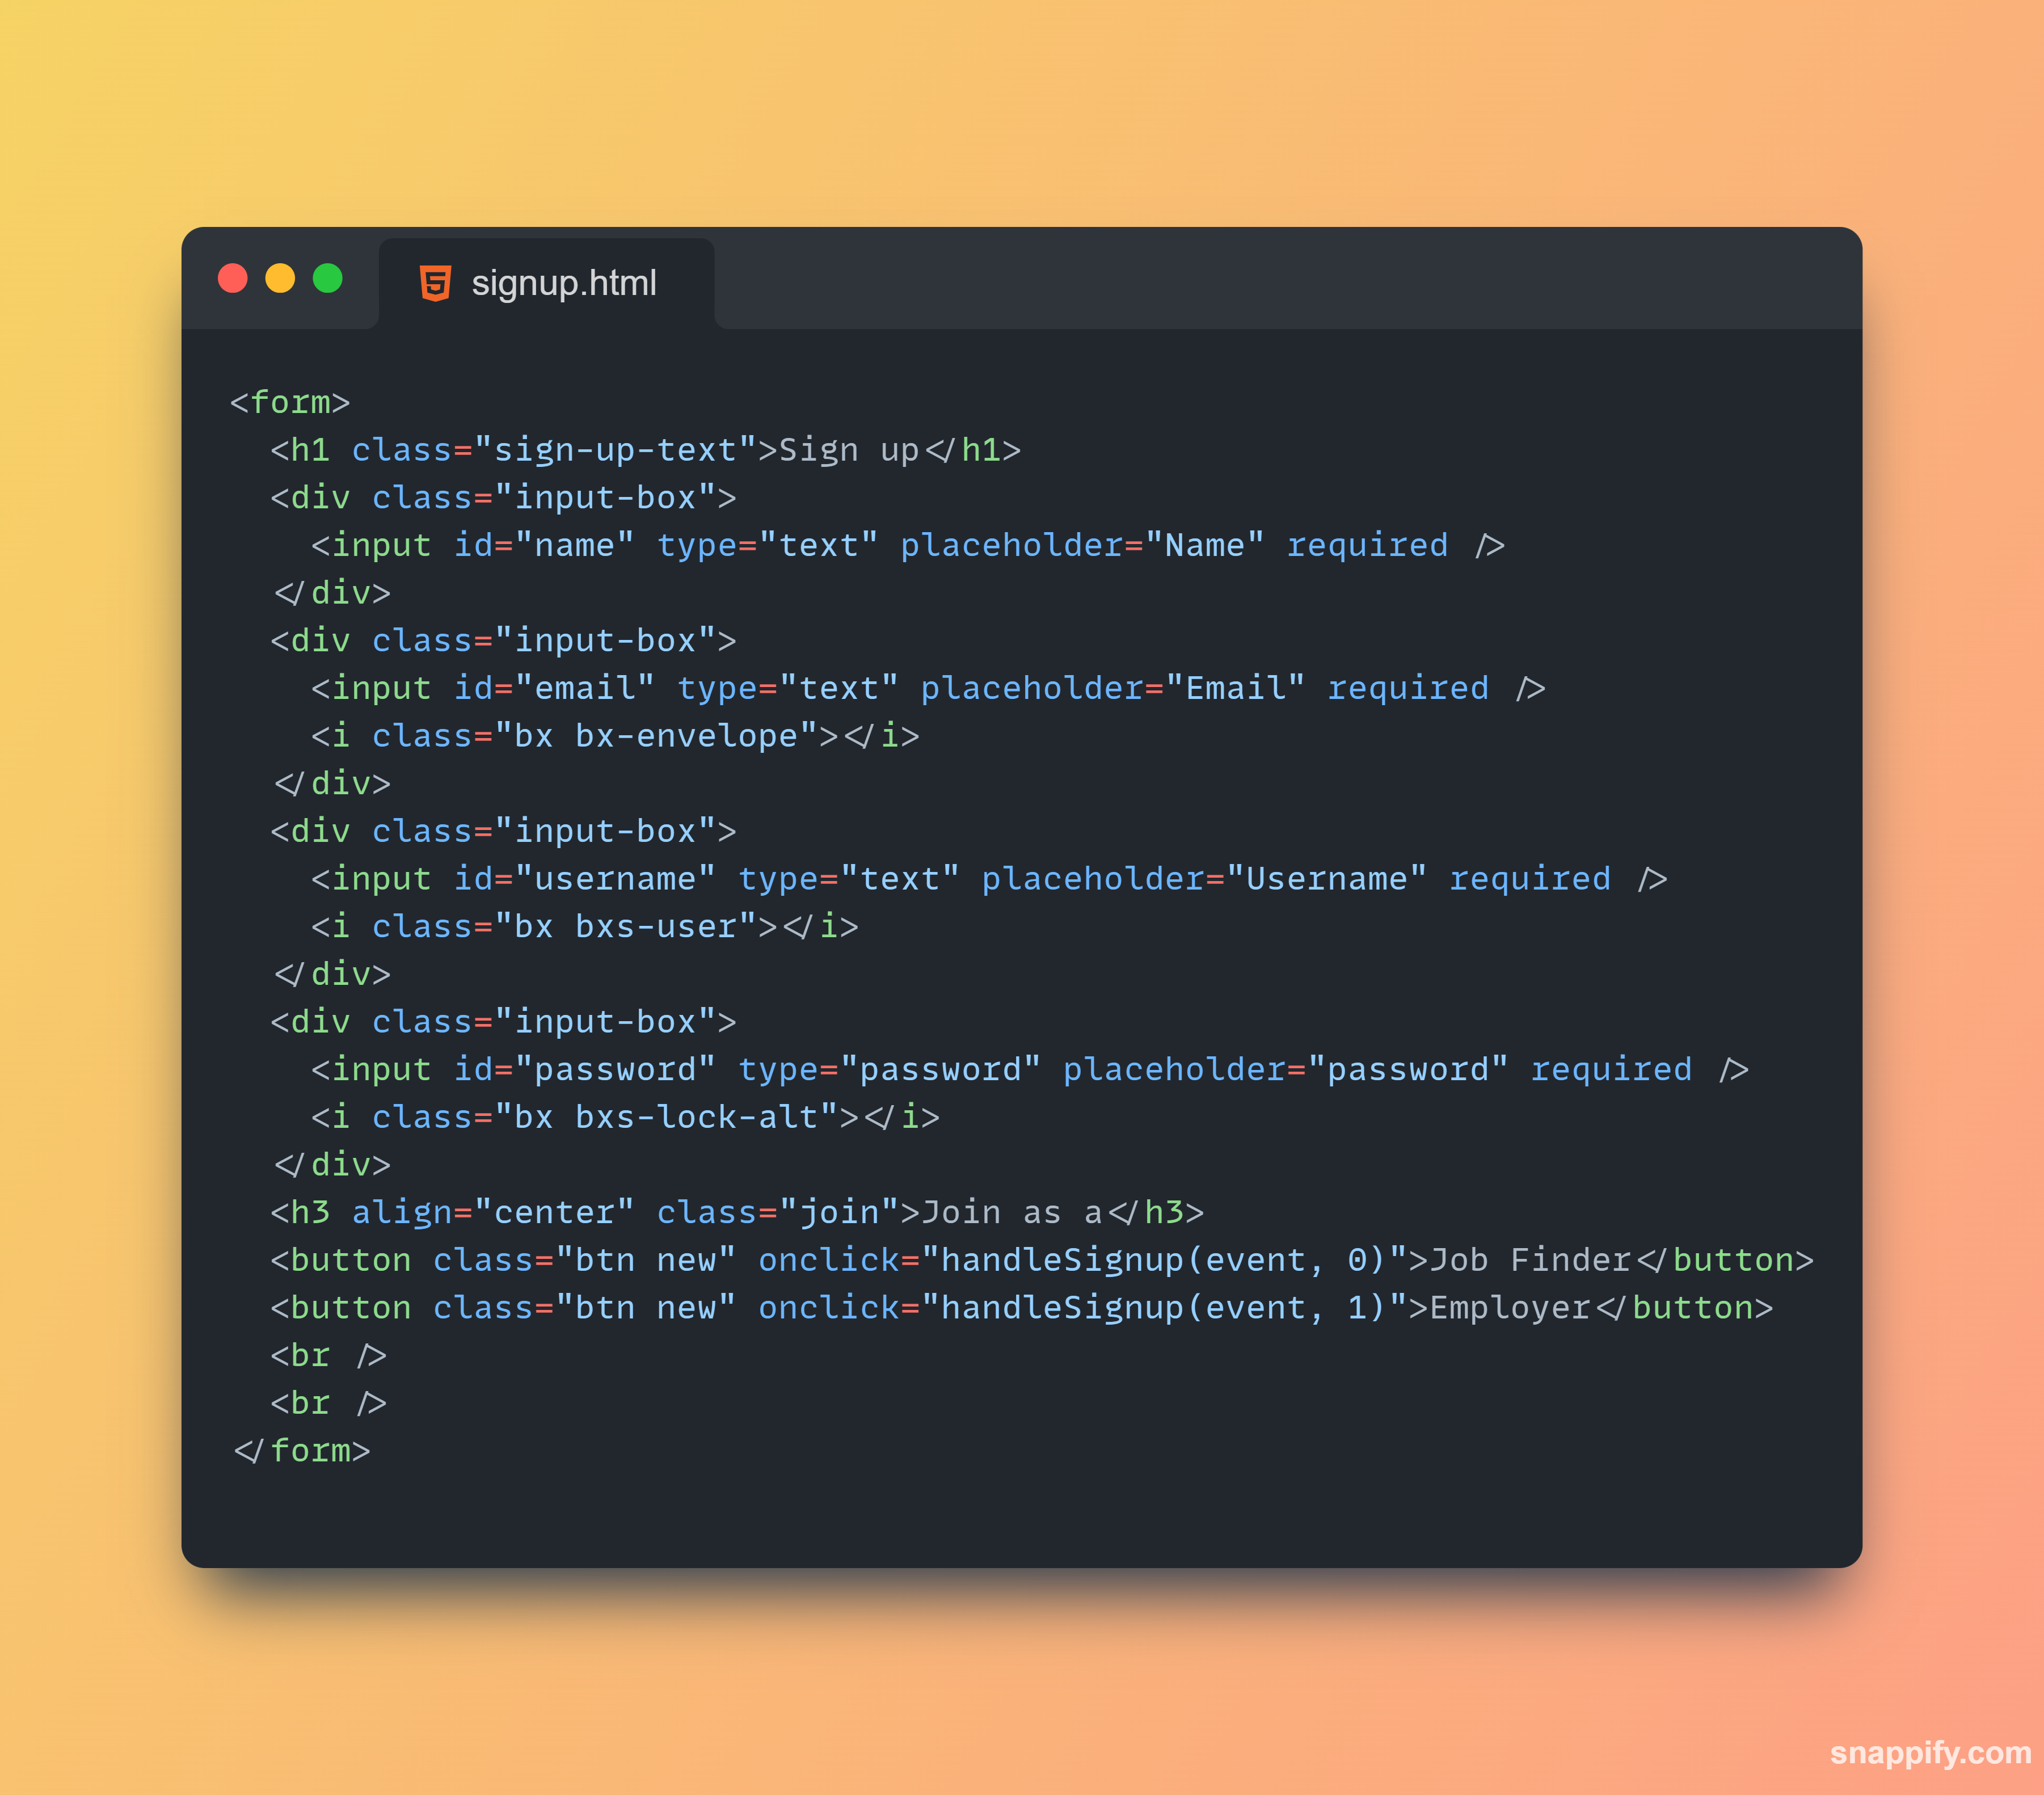 signup.html
<form>
  <h1 class="sign-up-text">Sign up</h1>
  <div class="input-box">
    <input id="name" type="text" placeholder="Name" required />
  </div>
  <div class="input-box">
    <input id="email" type="text" placeholder="Email" required />
    <i class="bx bx-envelope"></i>
  </div>
  <div class="input-box">
    <input id="username" type="text" placeholder="Username" required />
    <i class="bx bxs-user"></i>
  </div>
  <div class="input-box">
    <input id="password" type="password" placeholder="password" required />
    <i class="bx bxs-lock-alt"></i>
  </div>
  <h3 align="center" class="join">Join as a</h3>
  <button class="btn new" onclick="handleSignup(event, 0)">Job Finder</button>
  <button class="btn new" onclick="handleSignup(event, 1)">Employer</button>
  <br />
  <br />
</form>
snappify.com